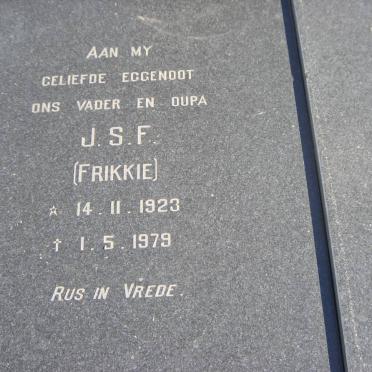 AAN MY
GELIEFDE EGGENOOT
ONS VADER EN OUPA
J.S.F.
(FRIKKIE)
☆ 14.11.1923
† 1.5.1979
RUS IN VREDE.